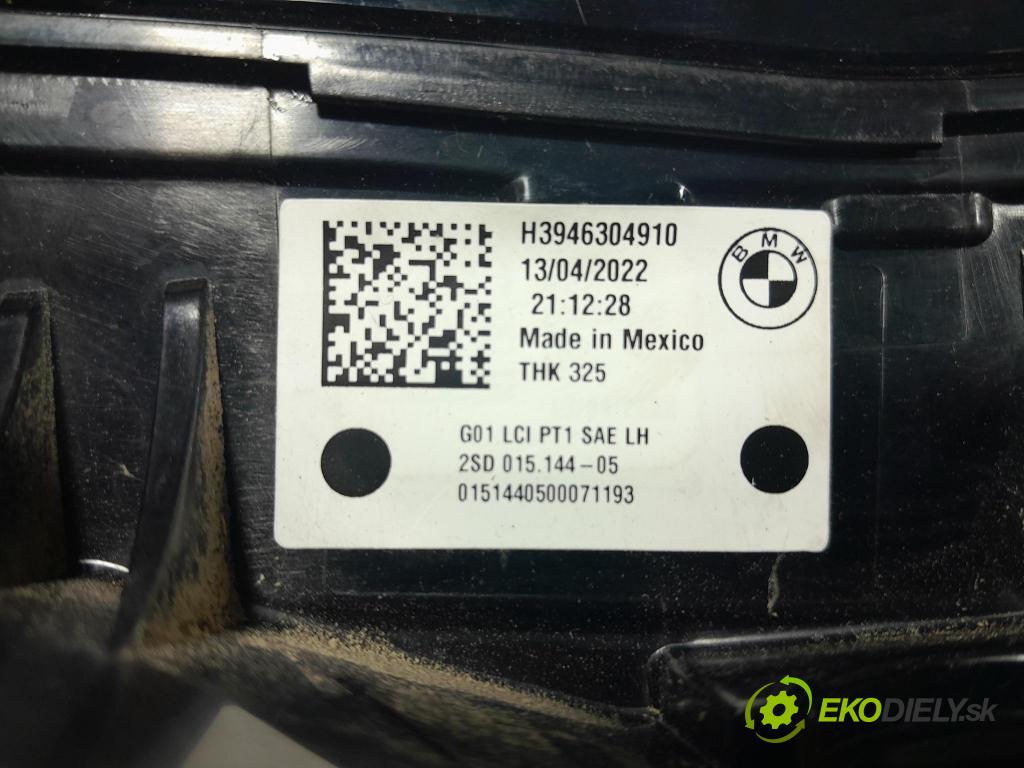 H3946304910
13/04/2022
21:12:28
Made in Mexico
THK 325
BMW
G01 LCI PT1 SAE LH
2SD 015.144-05
0151440500071193
EKODIELY.sk